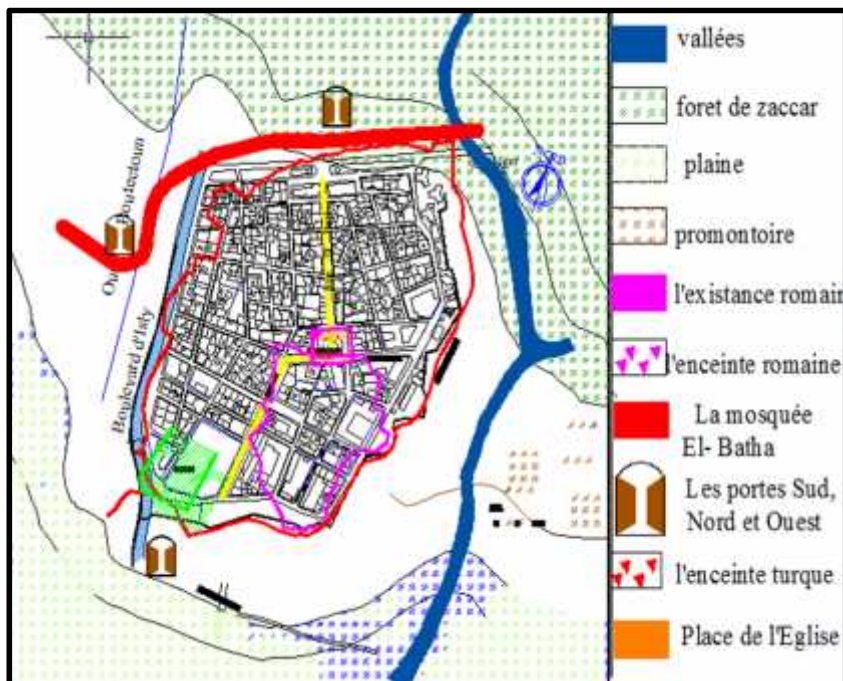 Boulevard d'Isly
Boutectoun
vallées
foret de zaccar
plaine
promontoire
l'existance romain
l'enceinte romaine
La mosquée
El- Batha
Les portes Sud,
Nord et Ouest
l'enceinte turque
Place de l'Eglise